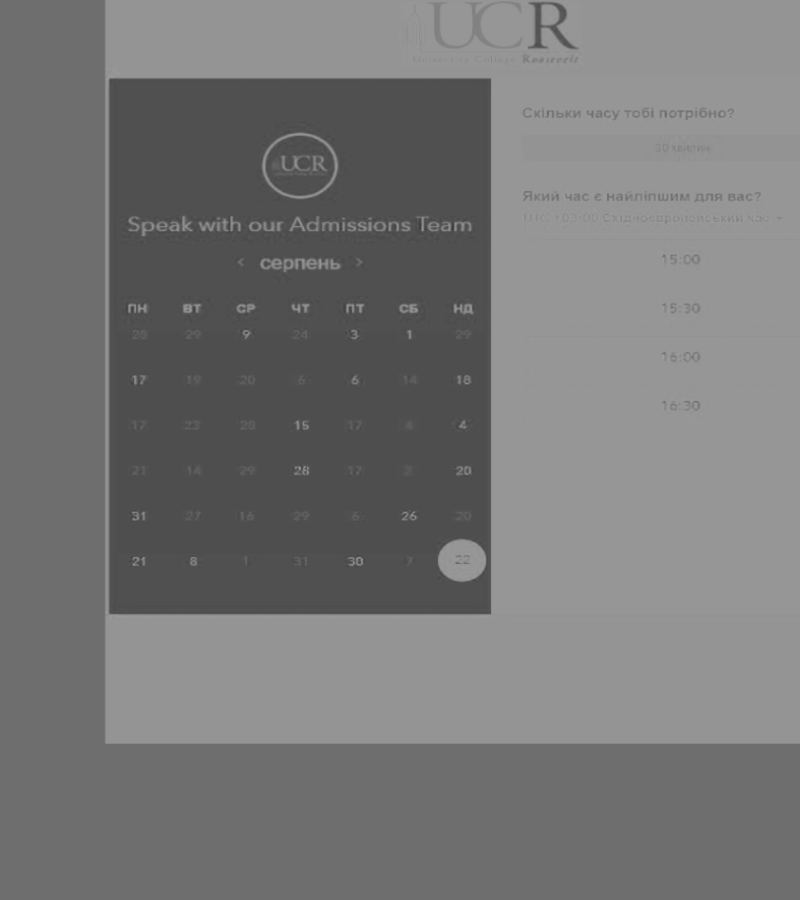 UCR
University College Roosevelt
UCR
Speak with our Admissions Team
< серпень >
ПН ВТ СР ЧТ ПТ СБ НД
28 29 9 24 3 1 29
17 19 20 6 6 14 18
17 23 28 15 17 4 4
21 14 29 28 17 2 20
31 27 16 29 6 26 20
21 8 1 31 30 7 22
Скільки часу тобі потрібно?
30 хвилин
Який час є найліпшим для вас?
UTC +03:00 Східноєвропейський час
15:00
15:30
16:00
16:30